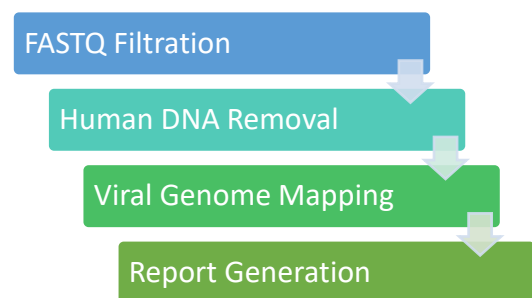 FASTQ Filtration
Human DNA Removal
Viral Genome Mapping
Report Generation